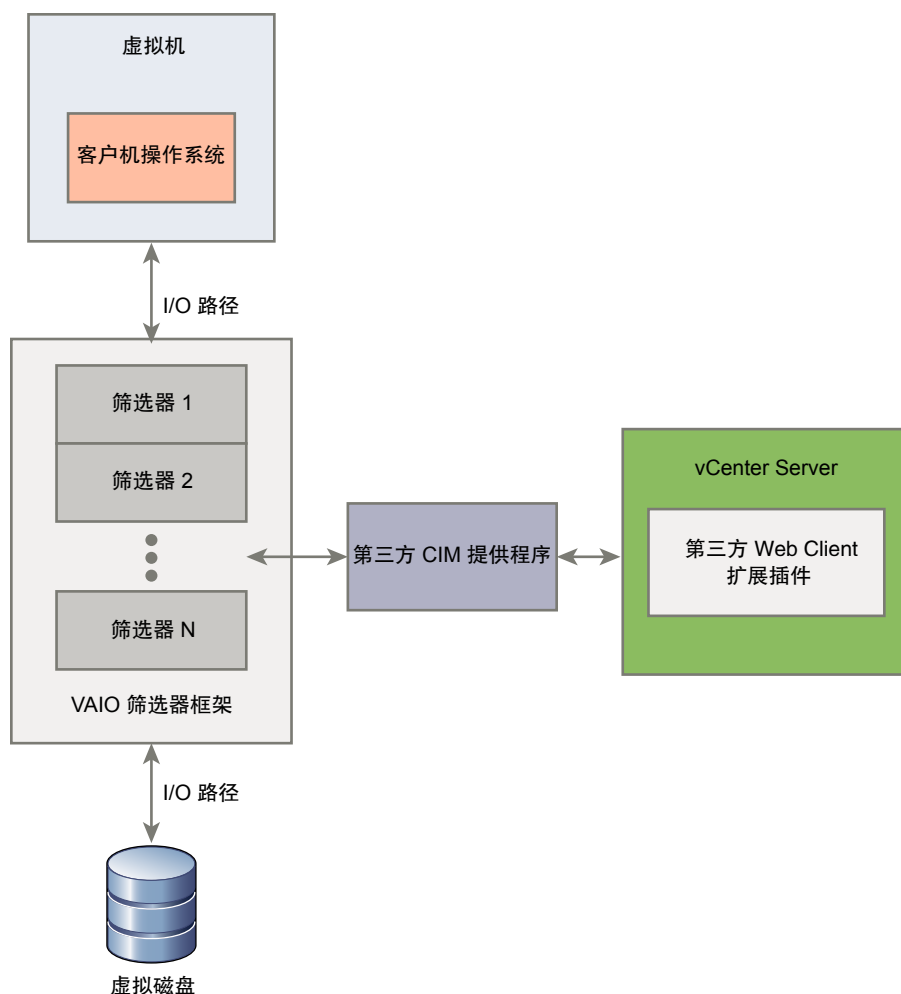 虚拟机
客户机操作系统
I/O 路径
筛选器 1
筛选器 2
筛选器 N
VAIO 筛选器框架
第三方 CIM 提供程序
vCenter Server
第三方 Web Client
扩展插件
I/O 路径
虚拟磁盘